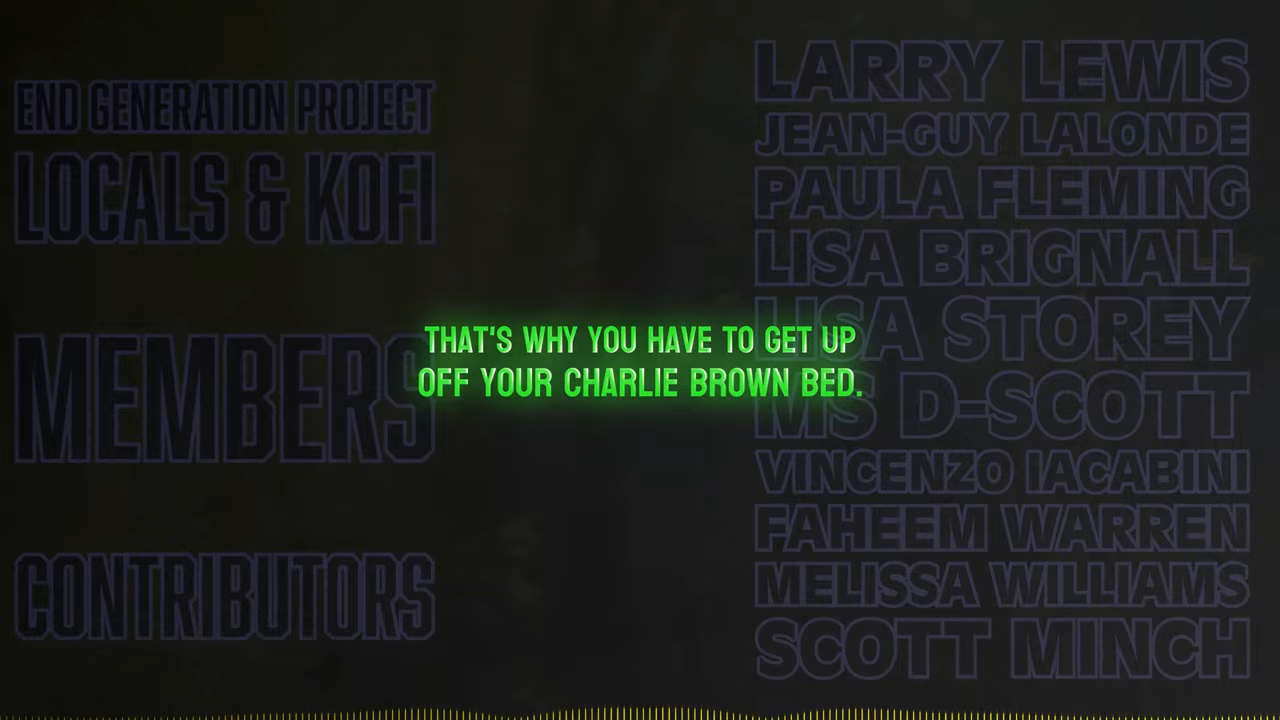 END GENERATION PROJECT
LOCALS & KOFI
MEMBERS
CONTRIBUTORS
THAT'S WHY YOU HAVE TO GET UP
OFF YOUR CHARLIE BROWN BED.
LARRY LEWIS
JEAN-GUY LALONDE
PAULA FLEMING
LISA BRIGNALL
LISA STOREY
MS D-SCOTT
VINCENZO IACABINI
FAHEEM WARREN
MELISSA WILLIAMS
SCOTT MINCH